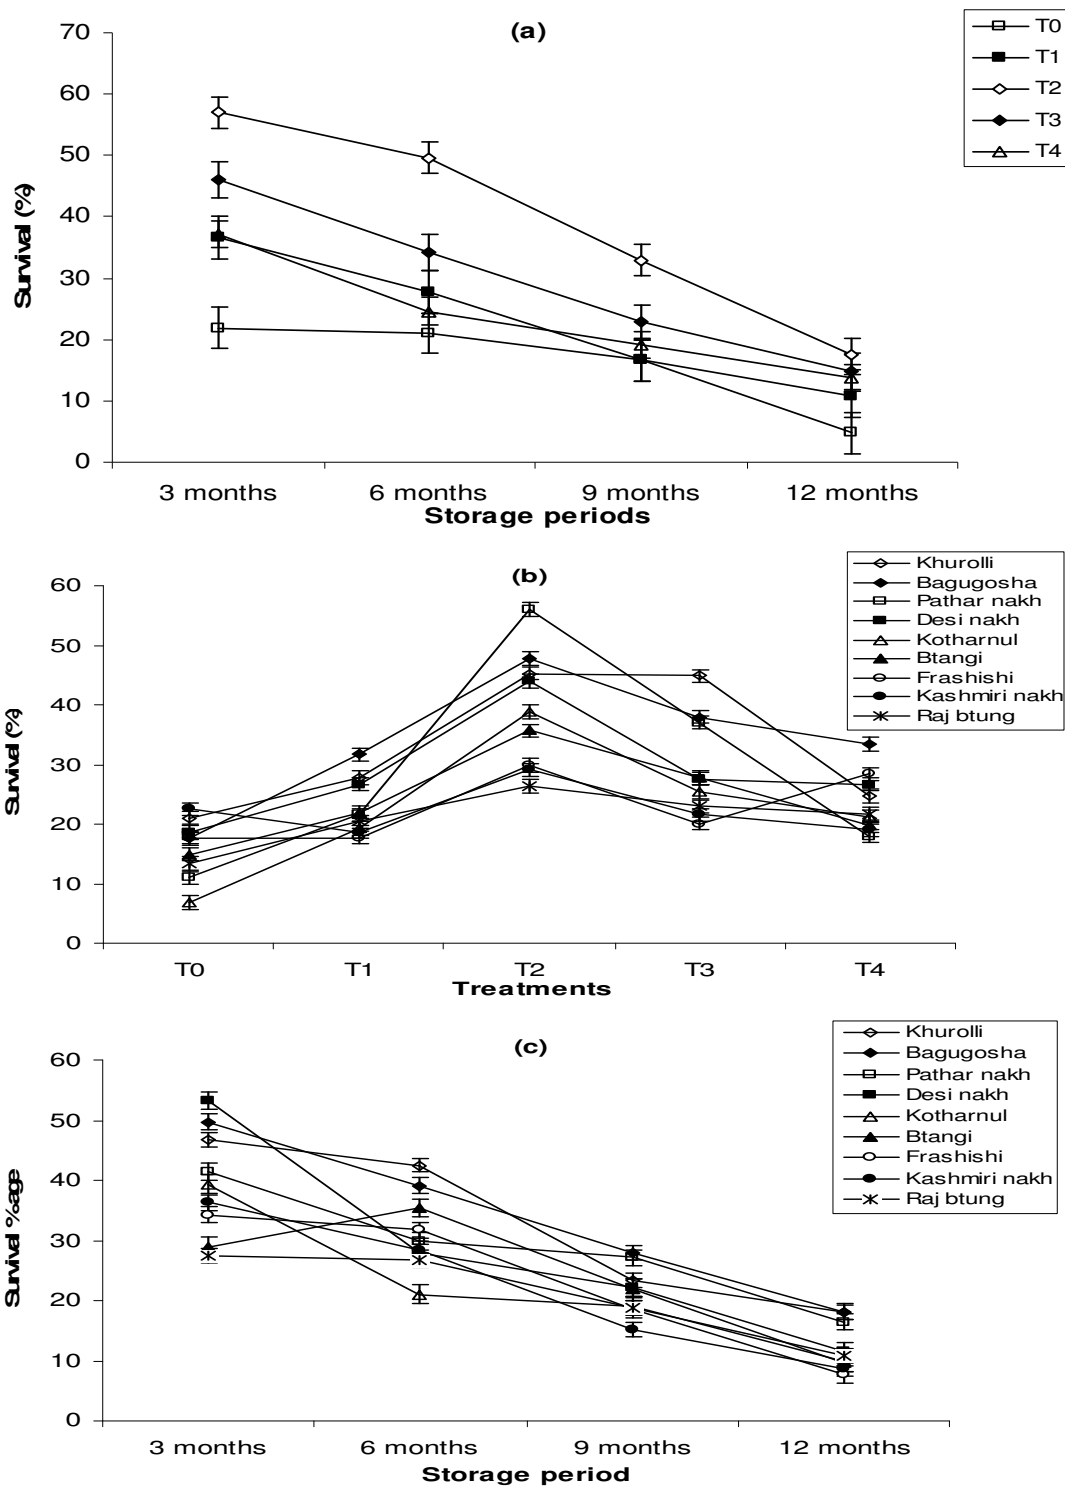 (a)
70
60
50
40
30
20
10
0
Survival (%)
3 months 6 months 9 months 12 months
Storage periods
T0
T1
T2
T3
T4
(b)
60
50
40
30
20
10
0
Survival (%)
T0 T1 T2 T3 T4
Treatments
Khurolli
Bagugosha
Pathar nakh
Desi nakh
Kotharnul
Btangi
Frashishi
Kashmiri nakh
Raj btung
(c)
60
50
40
30
20
10
0
Survival %age
3 months 6 months 9 months 12 months
Storage period
Khurolli
Bagugosha
Pathar nakh
Desi nakh
Kotharnul
Btangi
Frashishi
Kashmiri nakh
Raj btung